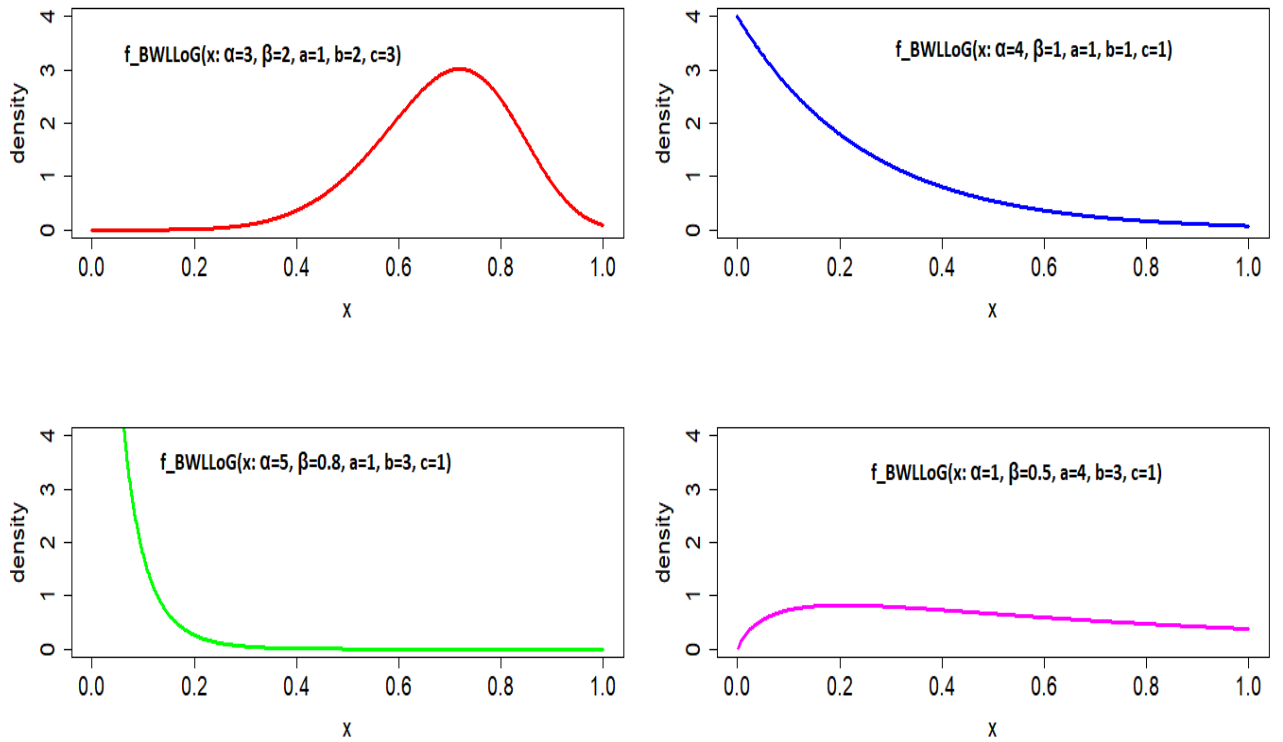 f_BWLLoG(x: α=3, β=2, a=1, b=2, c=3)
density
4
3
2
1
0
0.0 0.2 0.4 0.6 0.8 1.0
x
f_BWLLoG(x: α=4, β=1, a=1, b=1, c=1)
density
4
3
2
1
0
0.0 0.2 0.4 0.6 0.8 1.0
x
f_BWLLoG(x: α=5, β=0.8, a=1, b=3, c=1)
density
4
3
2
1
0
0.0 0.2 0.4 0.6 0.8 1.0
x
f_BWLLoG(x: α=1, β=0.5, a=4, b=3, c=1)
density
4
3
2
1
0
0.0 0.2 0.4 0.6 0.8 1.0
x